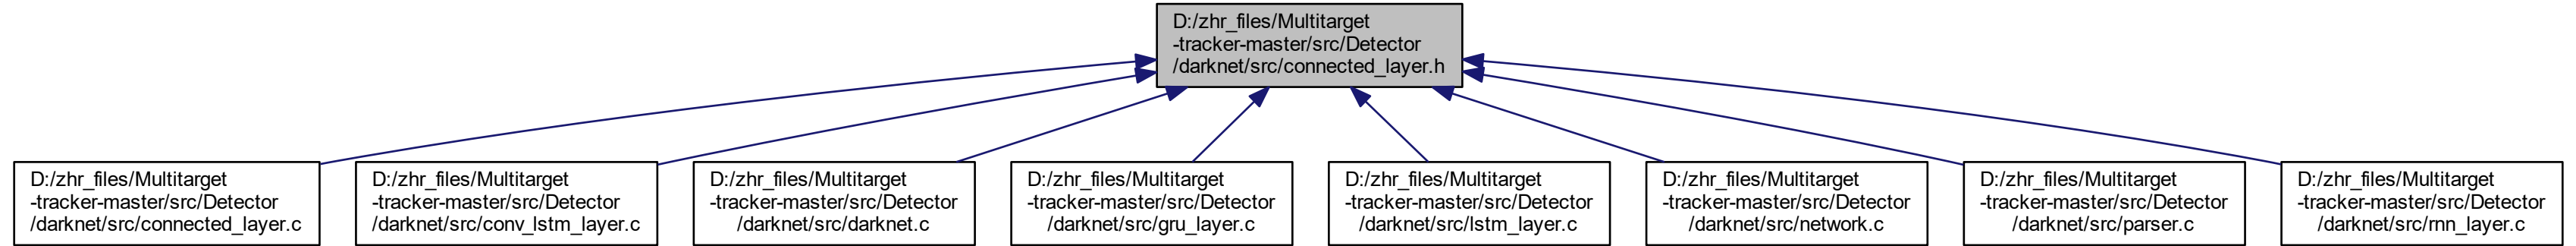 D:/zhr_files/Multitarget
-tracker-master/src/Detector
/darknet/src/connected_layer.h
D:/zhr_files/Multitarget
-tracker-master/src/Detector
/darknet/src/connected_layer.c
D:/zhr_files/Multitarget
-tracker-master/src/Detector
/darknet/src/conv_lstm_layer.c
D:/zhr_files/Multitarget
-tracker-master/src/Detector
/darknet/src/darknet.c
D:/zhr_files/Multitarget
-tracker-master/src/Detector
/darknet/src/gru_layer.c
D:/zhr_files/Multitarget
-tracker-master/src/Detector
/darknet/src/lstm_layer.c
D:/zhr_files/Multitarget
-tracker-master/src/Detector
/darknet/src/network.c
D:/zhr_files/Multitarget
-tracker-master/src/Detector
/darknet/src/parser.c
D:/zhr_files/Multitarget
-tracker-master/src/Detector
/darknet/src/rnn_layer.c